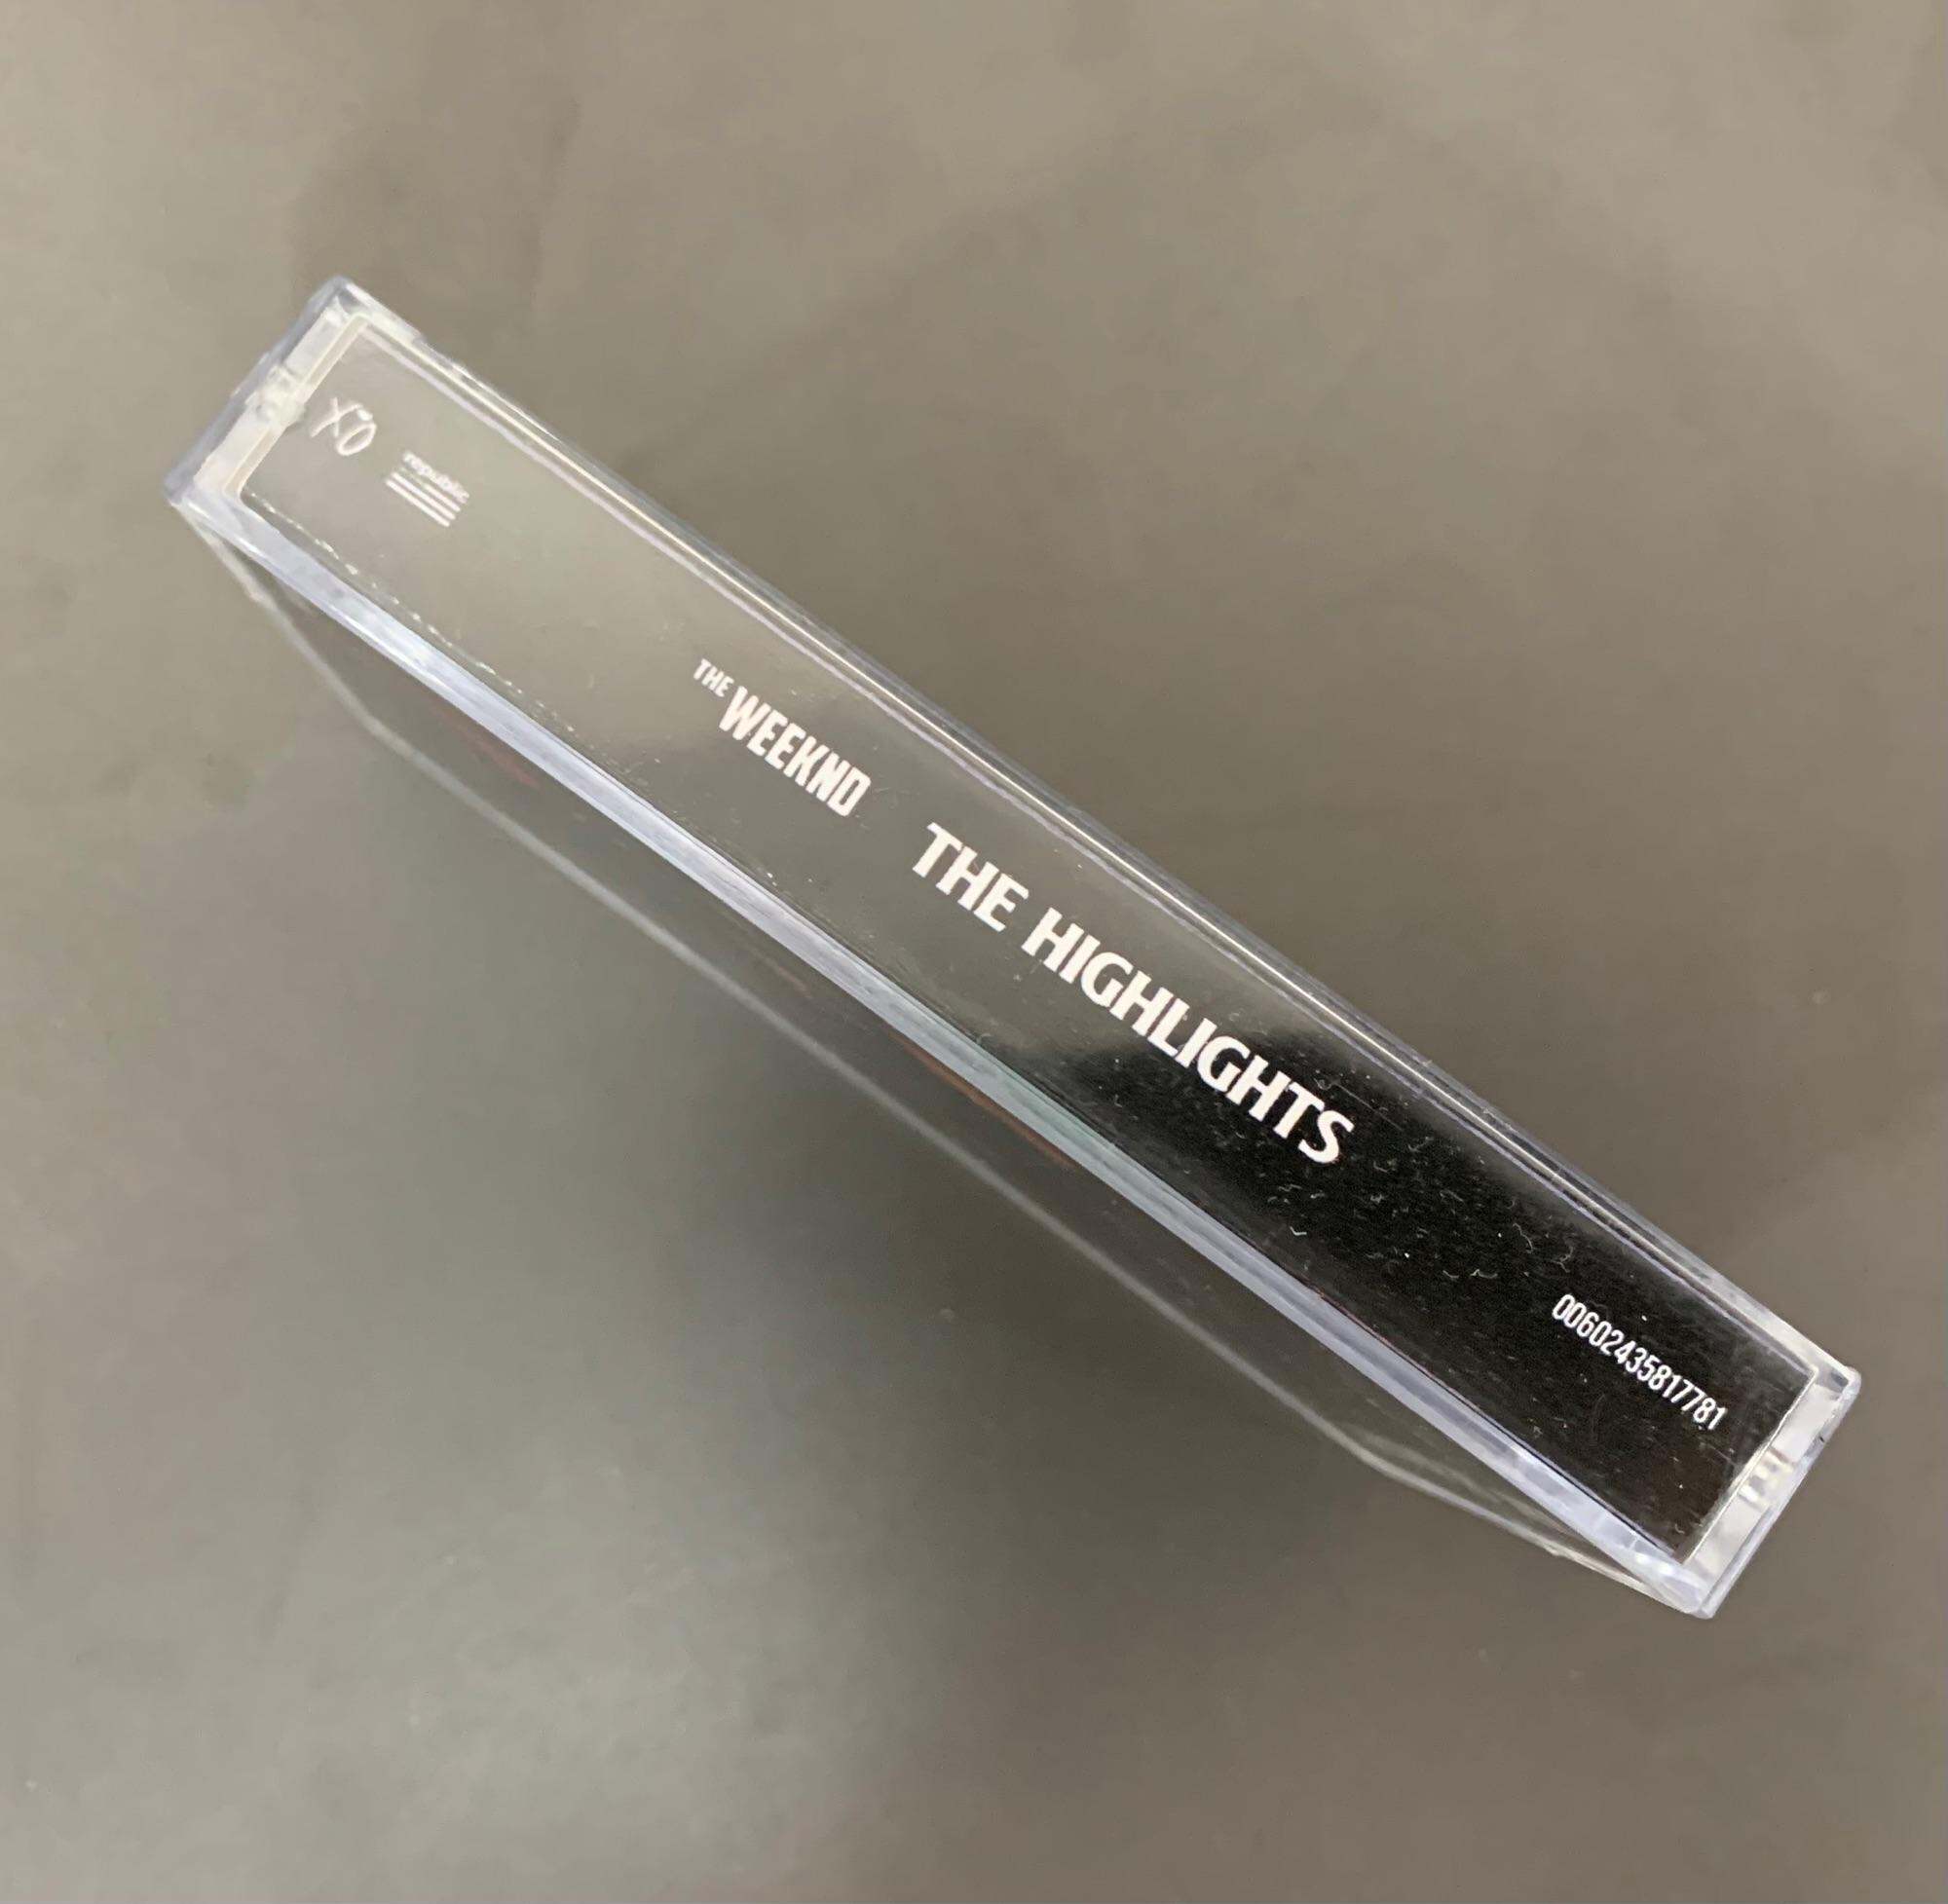 XO
republic
THE WEEKND
THE HIGHLIGHTS
00602435817781